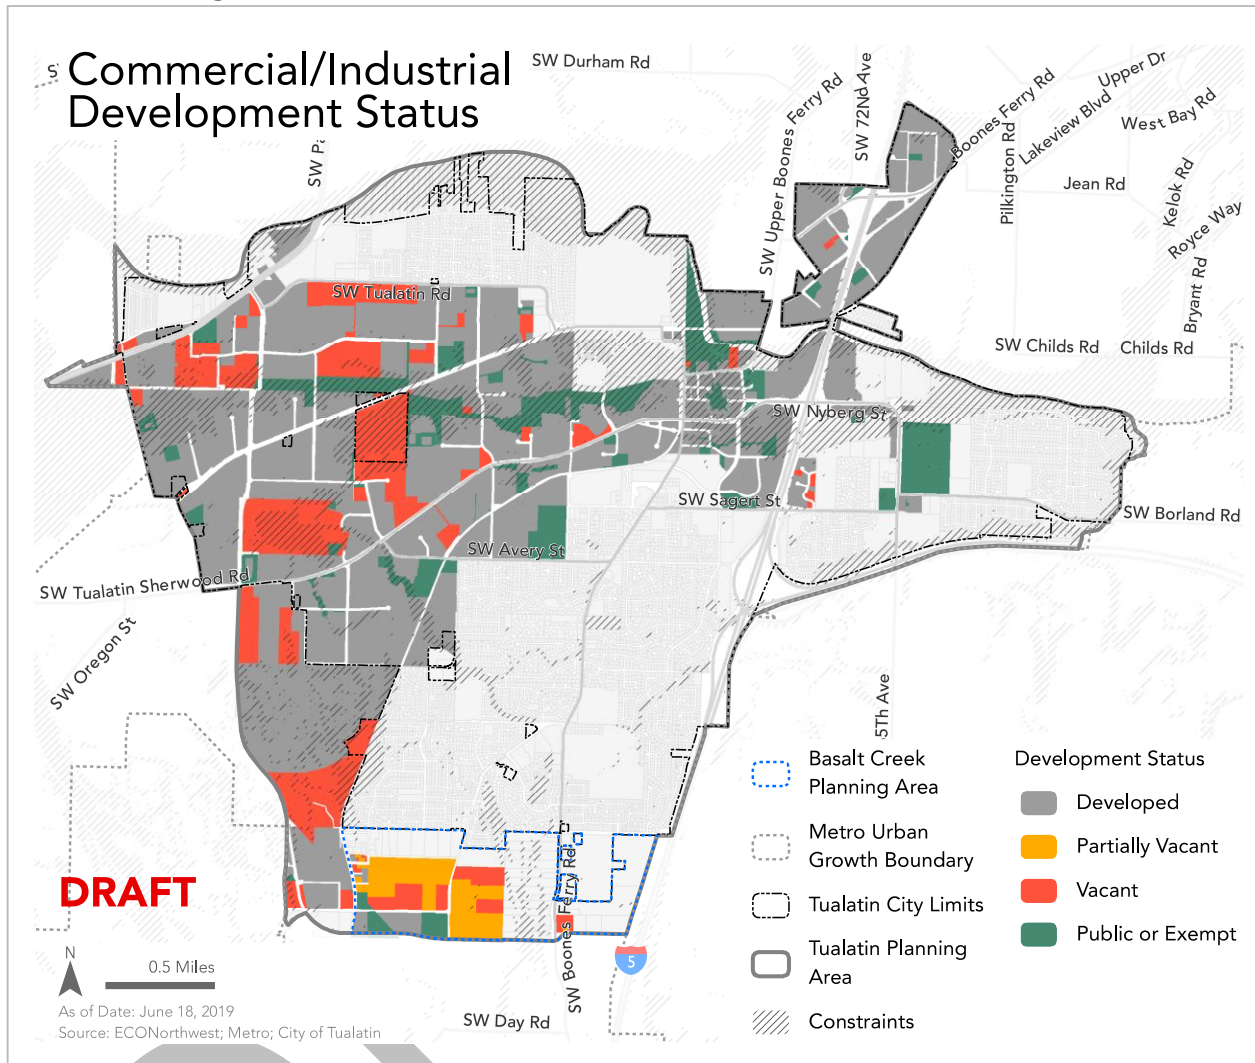 Commercial/Industrial
Development Status
SW Durham Rd
SW Upper Boones Ferry Rd
SW 72Nd Ave
Boones Ferry Rd
Upper Dr
Lakeview Blvd
West Bay Rd
Pilkington Rd
Jean Rd
Kelok Rd
Royce Way
Bryant Rd
SW Tualatin Rd
SW Childs Rd
Childs Rd
SW Nyberg St
SW Sagert St
SW Borland Rd
SW Avery St
SW Tualatin Sherwood Rd
SW Oregon St
5Th Ave
SW Boones Ferry Rd
SW Day Rd
5
Basalt Creek
Planning Area
Metro Urban
Growth Boundary
Tualatin City Limits
Tualatin Planning
Area
Constraints
Development Status
Developed
Partially Vacant
Vacant
Public or Exempt
DRAFT
N
0.5 Miles
As of Date: June 18, 2019
Source: ECONorthwest; Metro; City of Tualatin